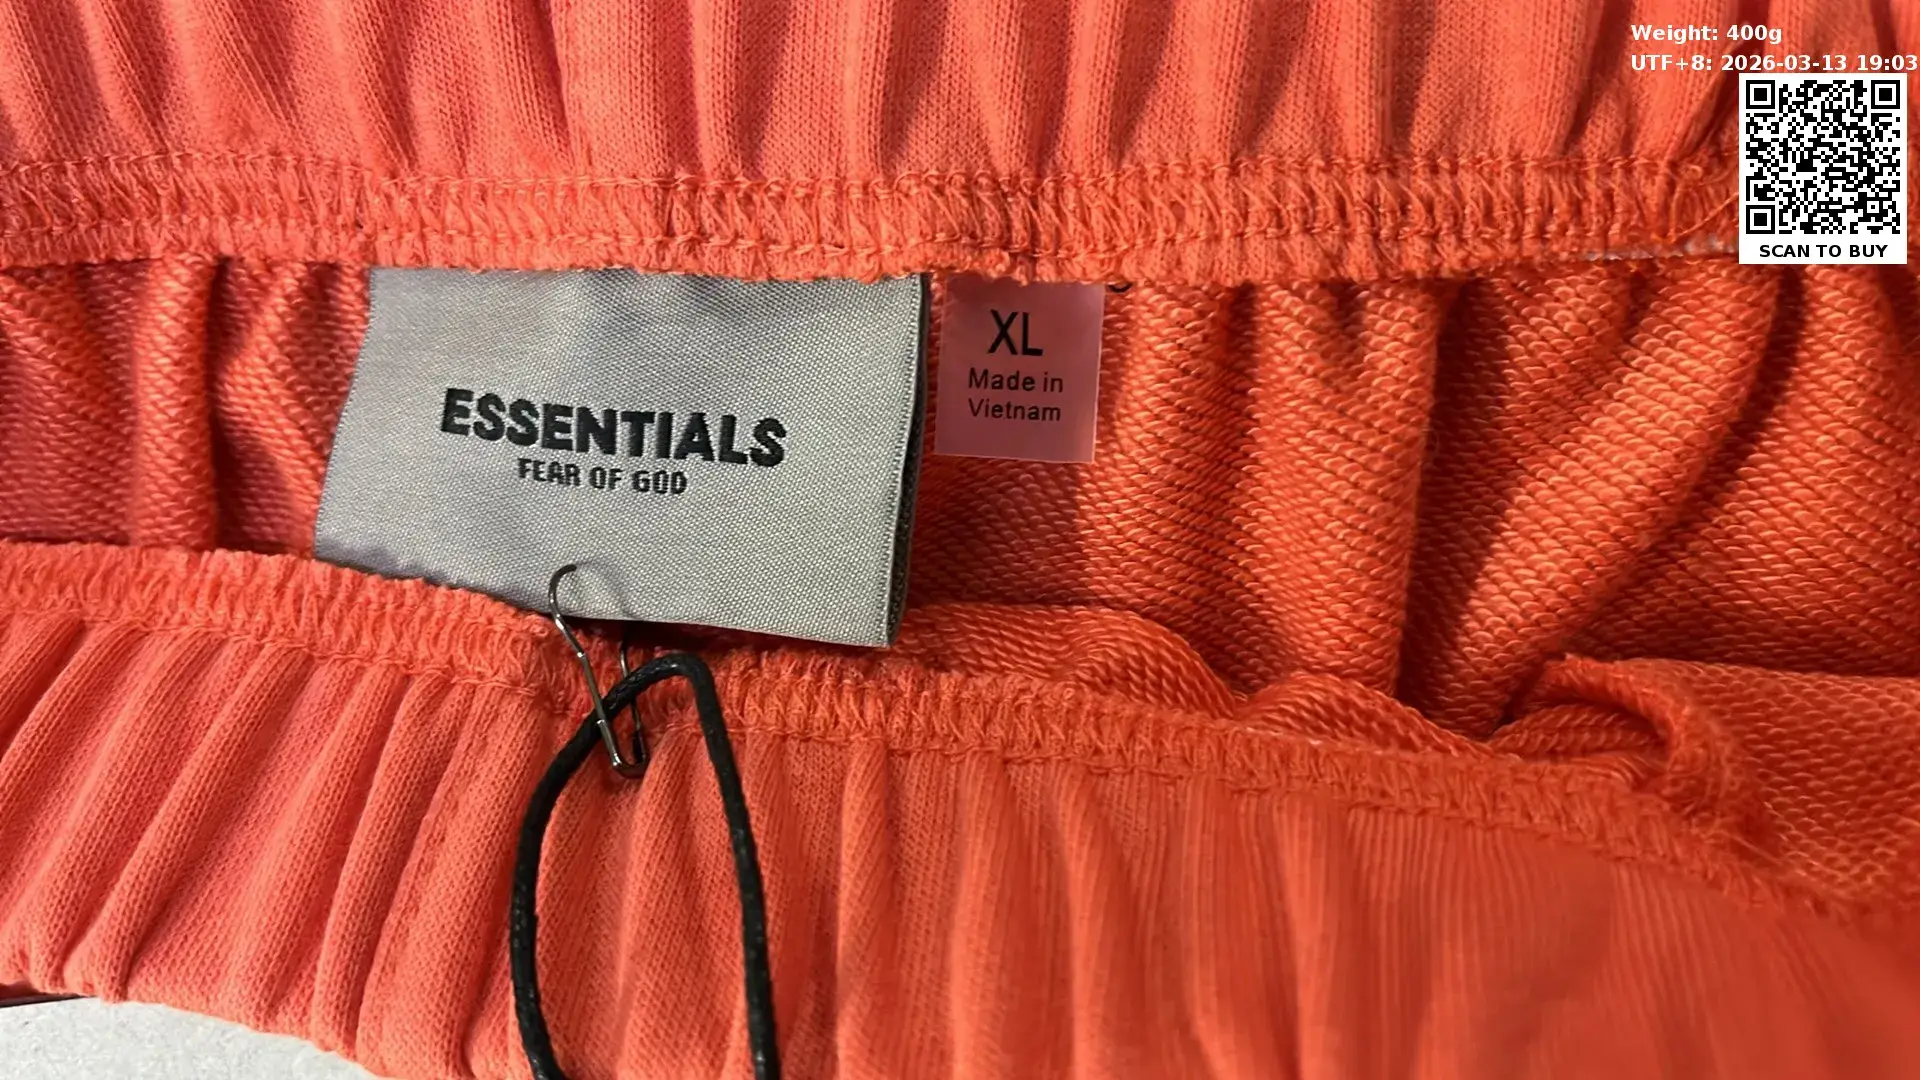 Weight: 400g
UTF+8: 2026-03-13 19:03
SCAN TO BUY
XL
Made in
Vietnam
ESSENTIALS
FEAR OF GOD